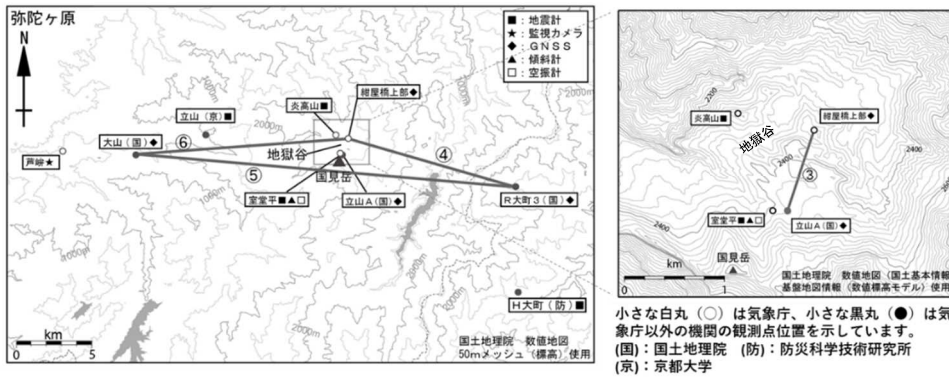 弥陀ヶ原
N
■:地震計
★:監視カメラ
◆:GNSS
▲:傾斜計
□:空振計
紺屋橋上部◆
炎高山■
2000m
2000m
立山(京)■
大山(国)◆
⑥
地獄谷
④
芦峅★
⑤
国見岳
1000m
室堂平■▲□
立山A(国)◆
R大町3(国)◆
1000m
2000m
2000m
H大町(防)■
km
0
5
国土地理院 数値地図
50mメッシュ(標高)使用
2200
炎高山■
紺屋橋上部◆
地獄谷
2400
2400
③
室堂平■▲□
立山A(国)◆
2400
km
国見岳
0
1
国土地理院 数値地図(国土基本情報
基盤地図情報(数値標高モデル)使用
小さな白丸(○)は気象庁、小さな黒丸(●)は気
象庁以外の機関の観測点位置を示しています。
(国):国土地理院 (防):防災科学技術研究所
(京):京都大学